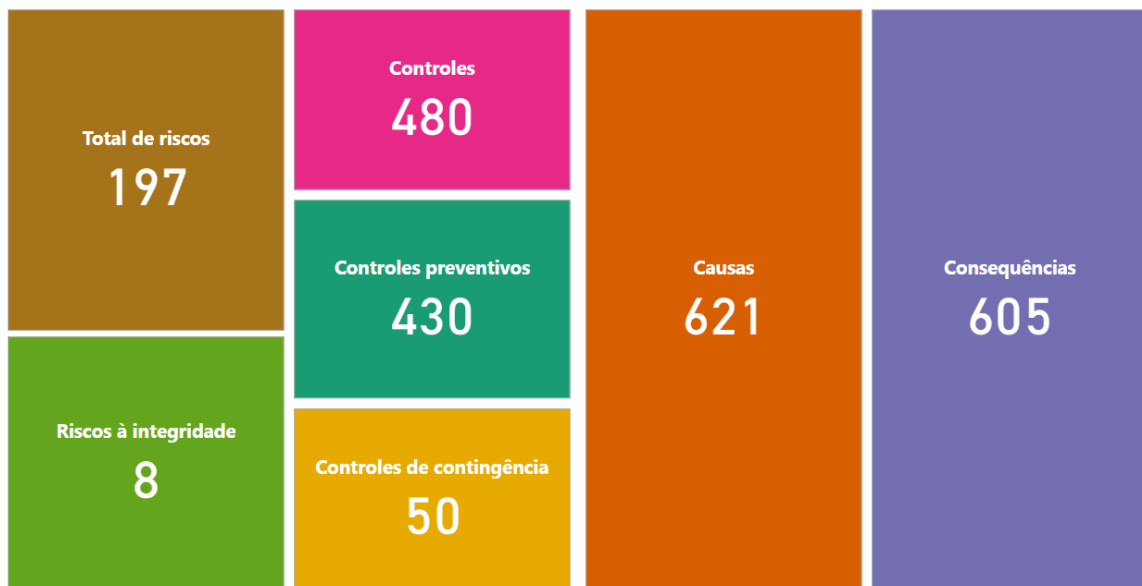 Total de riscos
197
Riscos à integridade
8
Controles
480
Controles preventivos
430
Controles de contingência
50
Causas
621
Consequências
605